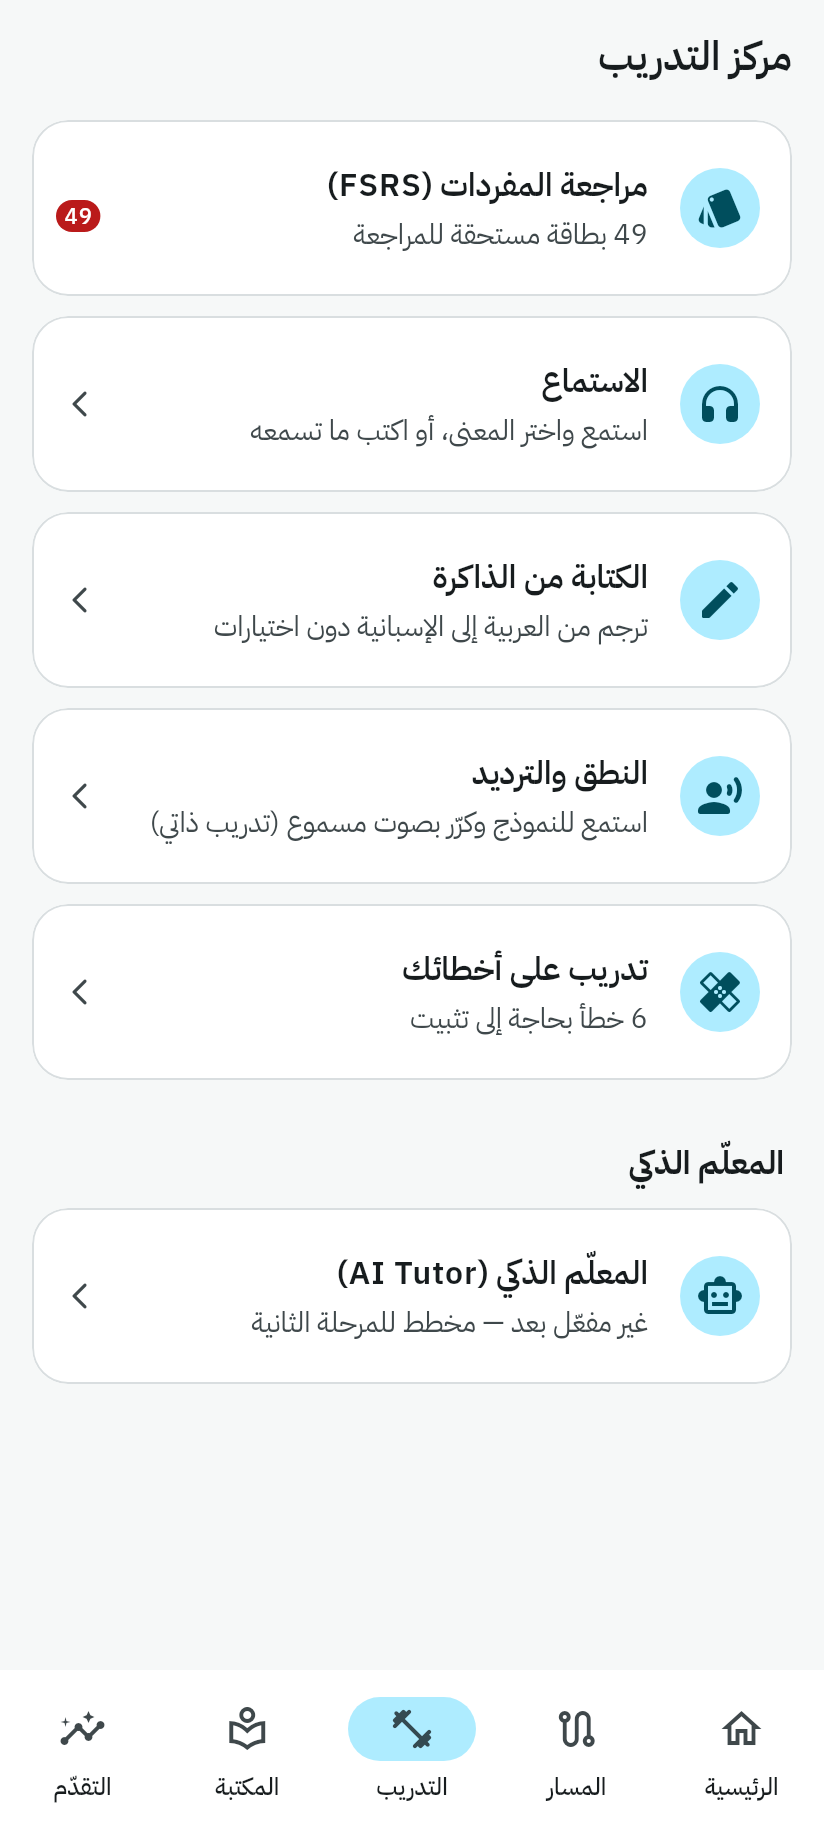 مركز التدريب
مراجعة المفردات (FSRS)
49 بطاقة مستحقة للمراجعة
49
الاستماع
استمع واختر المعنى، أو اكتب ما تسمعه
الكتابة من الذاكرة
ترجم من العربية إلى الإسبانية دون اختيارات
النطق والترديد
استمع للنموذج وكرّر بصوت مسموع (تدريب ذاتي)
تدريب على أخطائك
6 خطأ بحاجة إلى تثبيت
المعلّم الذكي
المعلّم الذكي (AI Tutor)
غير مفعّل بعد — مخطط للمرحلة الثانية
الرئيسية
المسار
التدريب
المكتبة
التقدّم